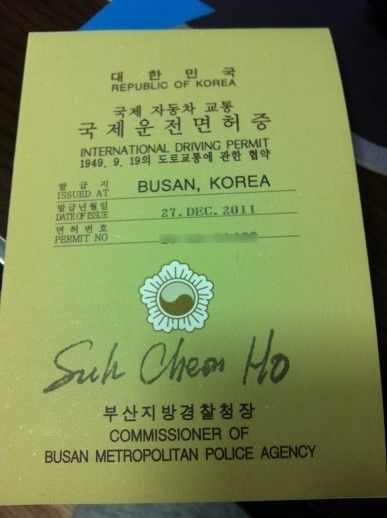 대한민국
REPUBLIC OF KOREA
국제 자동차 교통
국제운전면허증
INTERNATIONAL DRIVING PERMIT
1949. 9. 19의 도로교통에 관한 협약
발급지
ISSUED AT BUSAN, KOREA
발급년월일
DATE OF ISSUE 27. DEC. 2011
면허번호
PERMIT NO
Suh Cheon Ho
부산지방경찰청장
COMMISSIONER OF
BUSAN METROPOLITAN POLICE AGENCY